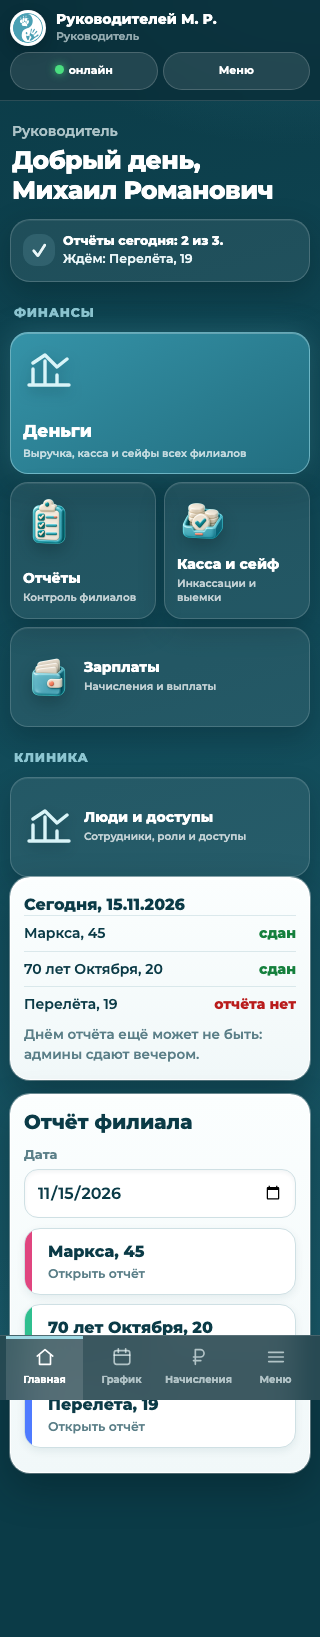 Руководителей М. Р.
Руководитель
онлайн
Меню
Руководитель
Добрый день,
Михаил Романович
Отчёты сегодня: 2 из 3.
Ждём: Перелёта, 19
ФИНАНСЫ
Деньги
Выручка, касса и сейфы всех филиалов
Отчёты
Контроль филиалов
Касса и сейф
Инкассации и
выемки
Зарплаты
Начисления и выплаты
КЛИНИКА
Люди и доступы
Сотрудники, роли и доступы
Сегодня, 15.11.2026
Маркса, 45 сдан
70 лет Октября, 20 сдан
Перелёта, 19 отчёта нет
Днём отчёта ещё может не быть:
админы сдают вечером.
Отчёт филиала
Дата
11/15/2026
Маркса, 45
Открыть отчёт
70 лет Октября, 20
Главная
График
Начисления
Меню
Перелёта, 19
Открыть отчёт